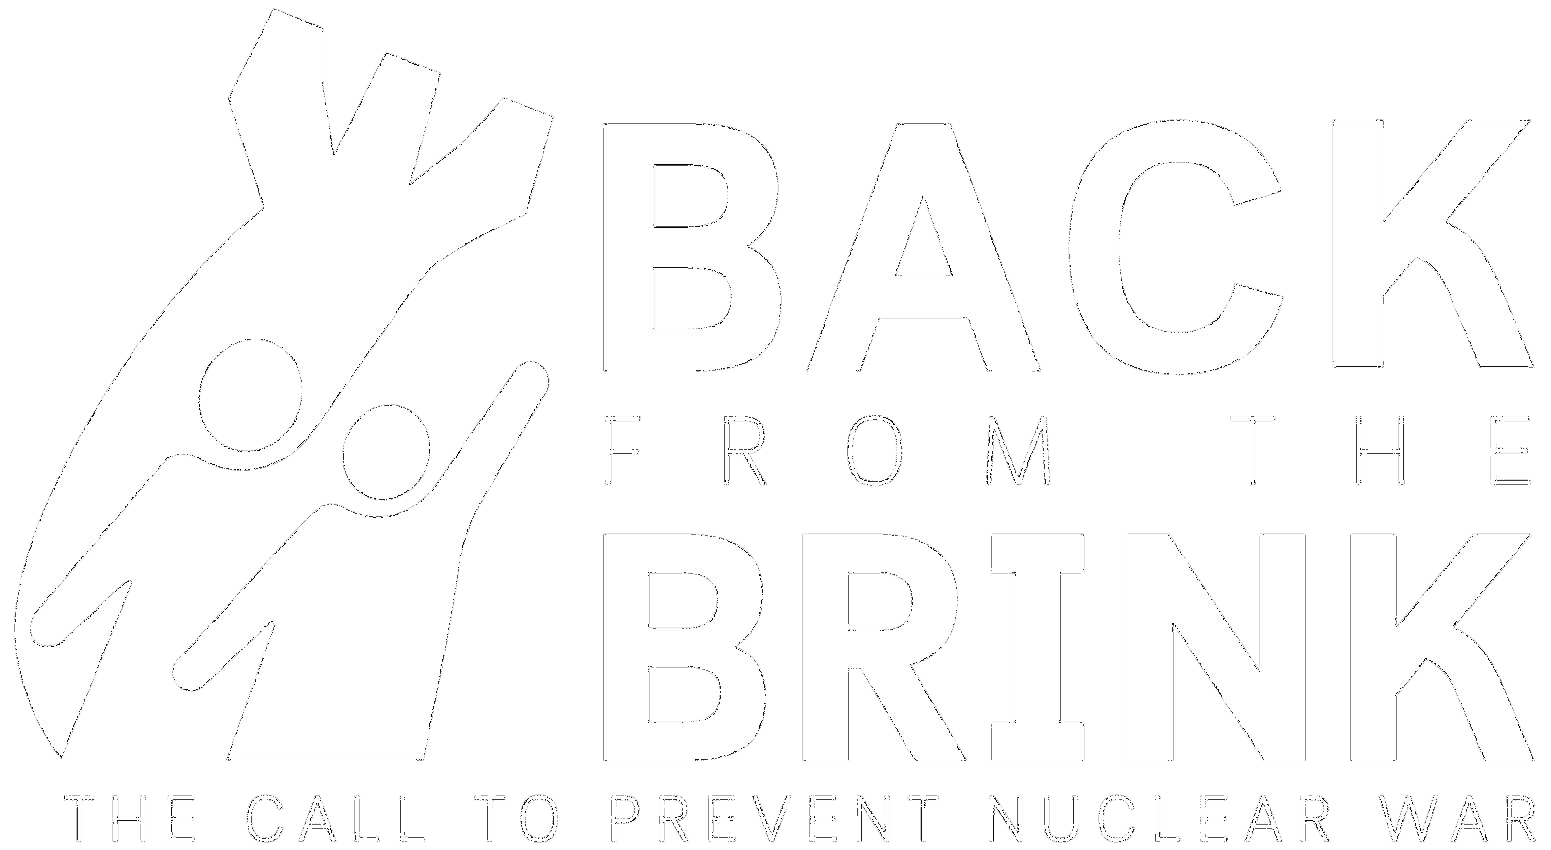 BACK
FROM THE
BRINK
THE CALL TO PREVENT NUCLEAR WAR